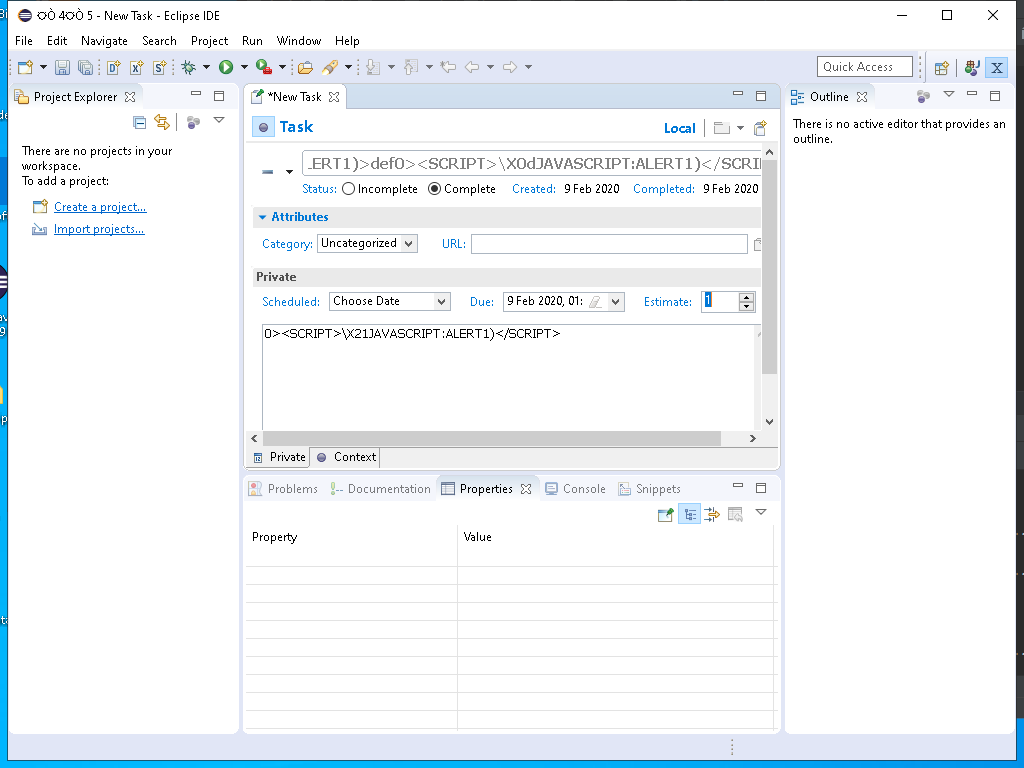 4 5 - New Task - Eclipse IDE
File Edit Navigate Search Project Run Window Help
Quick Access
Project Explorer
There are no projects in your
workspace.
To add a project:
Create a project...
Import projects...
*New Task
Task
Local
.ERT1)>def0><SCRIPT>\X0dJAVASCRIPT:ALERT1)</SCRI
Status: Incomplete Complete Created: 9 Feb 2020 Completed: 9 Feb 2020
Attributes
Category: Uncategorized URL:
Private
Scheduled: Choose Date Due: 9 Feb 2020, 01: Estimate: 1
0><SCRIPT>\X21JAVASCRIPT:ALERT1)</SCRIPT>
Private Context
Problems Documentation Properties Console Snippets
Property Value
Outline
There is no active editor that provides an
outline.